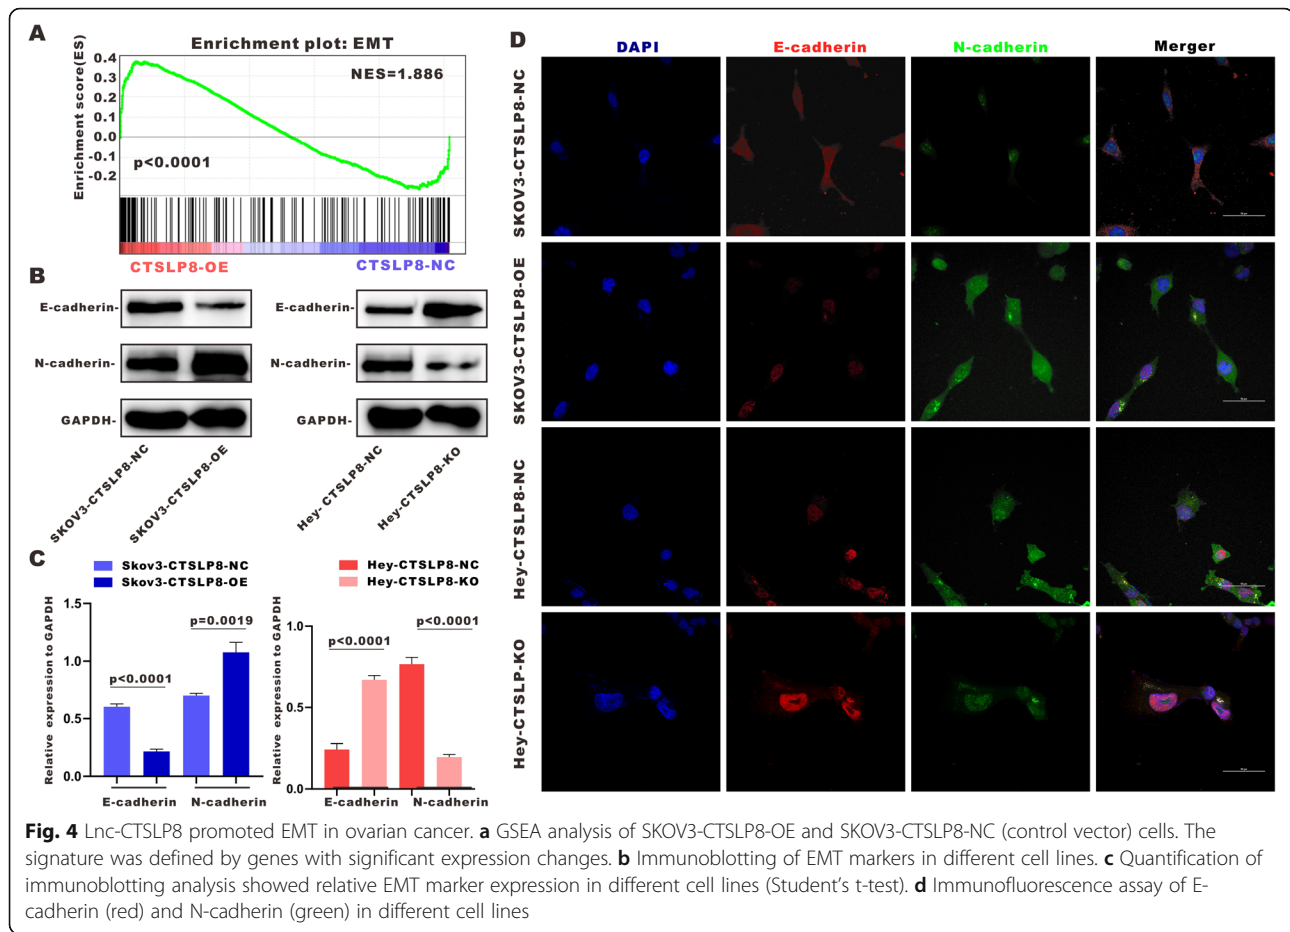 A
Enrichment plot: EMT
Enrichment score(ES)
0.4
0.3
0.2
0.1
0.0
-0.1
-0.2
NES=1.886
p<0.0001
CTSLP8-OE
CTSLP8-NC
B
E-cadherin-
N-cadherin-
GAPDH-
SKOV3-CTSLP8-NC
SKOV3-CTSLP8-OE
E-cadherin-
N-cadherin-
GAPDH-
Hey- CTSLP8-NC
Hey-CTSLP8-KO
C
Skov3-CTSLP8-NC
Skov3-CTSLP8-OE
Relative expression to GAPDH
1.5
1.0
0.5
0.0
p<0.0001
p=0.0019
E-cadherin
N-cadherin
Hey-CTSLP8-NC
Hey-CTSLP8-KO
Relative expression to GAPDH
1.0
0.5
0.0
p<0.0001
<0.0001
E-cadherin
N-cadherin
D
DAPI
E-cadherin
N-cadherin
Merger
SKOV3-CTSLP8-NC
SKOV3-CTSLP8-OE
Hey-CTSLP8-NC
Hey-CTSLP-KO
Fig. 4 Lnc-CTSLP8 promoted EMT in ovarian cancer. a GSEA analysis of SKOV3-CTSLP8-OE and SKOV3-CTSLP8-NC (control vector) cells. The
signature was defined by genes with significant expression changes. b Immunoblotting of EMT markers in different cell lines. c Quantification of
immunoblotting analysis showed relative EMT marker expression in different cell lines (Student's t-test). d Immunofluorescence assay of E-
cadherin (red) and N-cadherin (green) in different cell lines